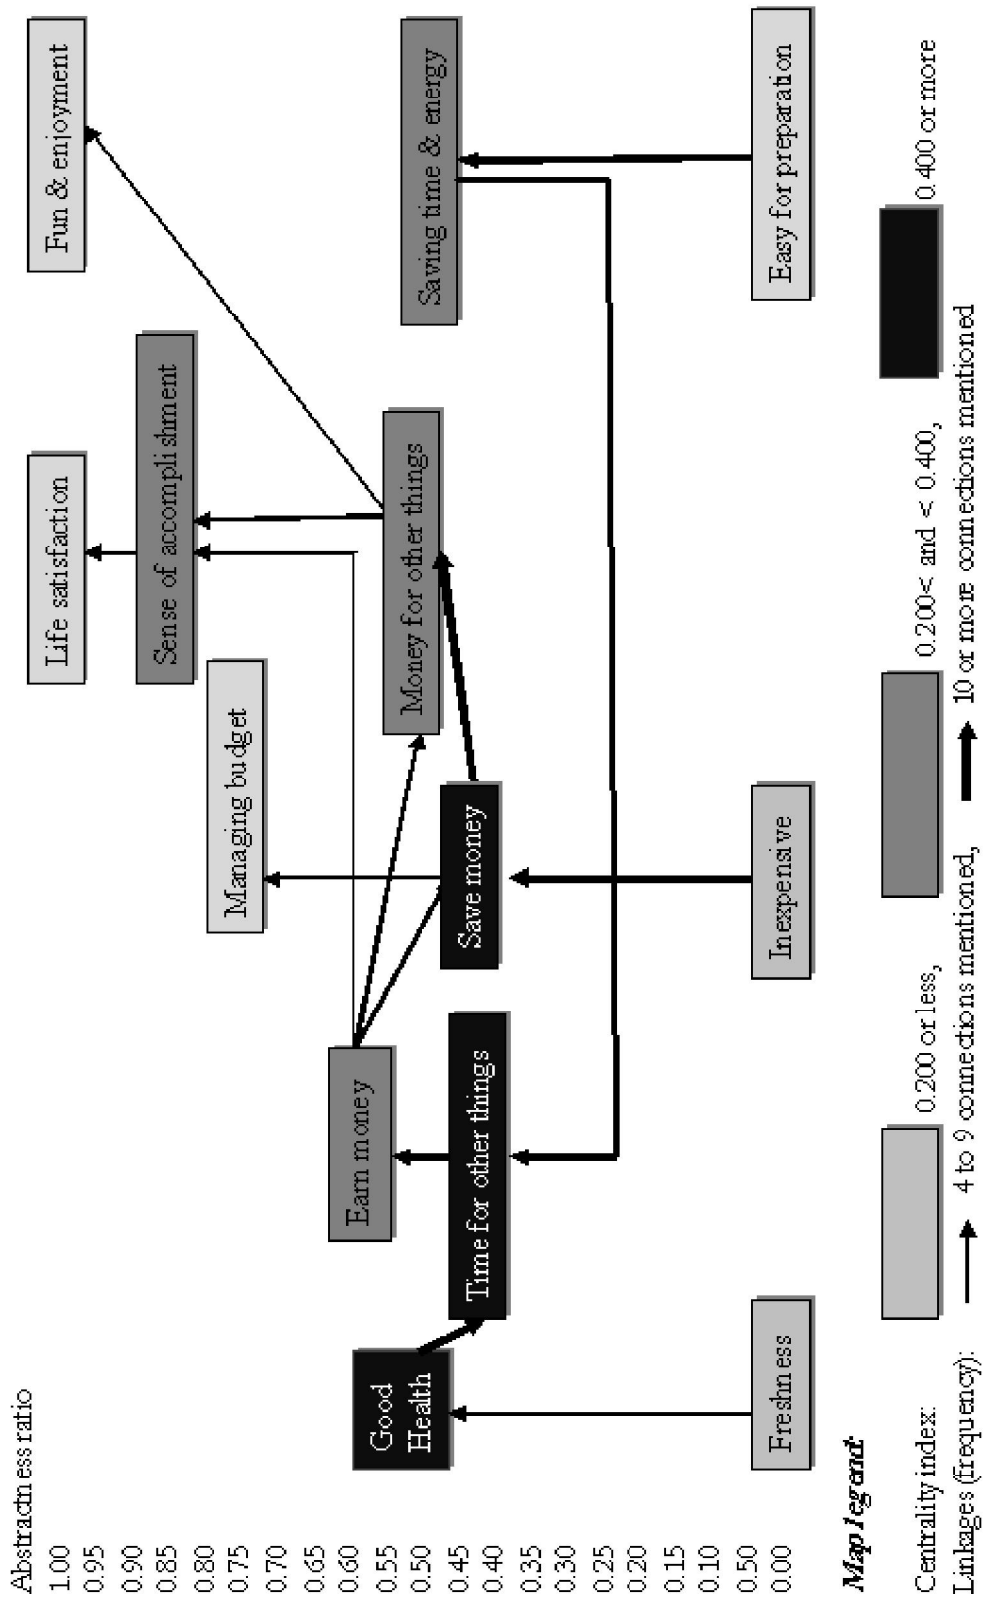 Abstractness ratio
1.00
0.95
0.90
0.85
0.80
0.75
0.70
0.65
0.60
0.55
0.50
0.45
0.40
0.35
0.30
0.25
0.20
0.15
0.10
0.50
0.00
Life satisfaction
Fun & enjoyment
Sense of accomplishment
Managing budget
Earn money
Good
Health
Money for other things
Saving time & energy
Time for other things
Save money
Freshness
Inexpensive
Easy for preparation
Map legend:
Centrality index:
0.200 or less,
0.200< and < 0.400,
0.400 or more
Linkages (frequency):
4 to 9 connections mentioned,
10 or more connections mentioned